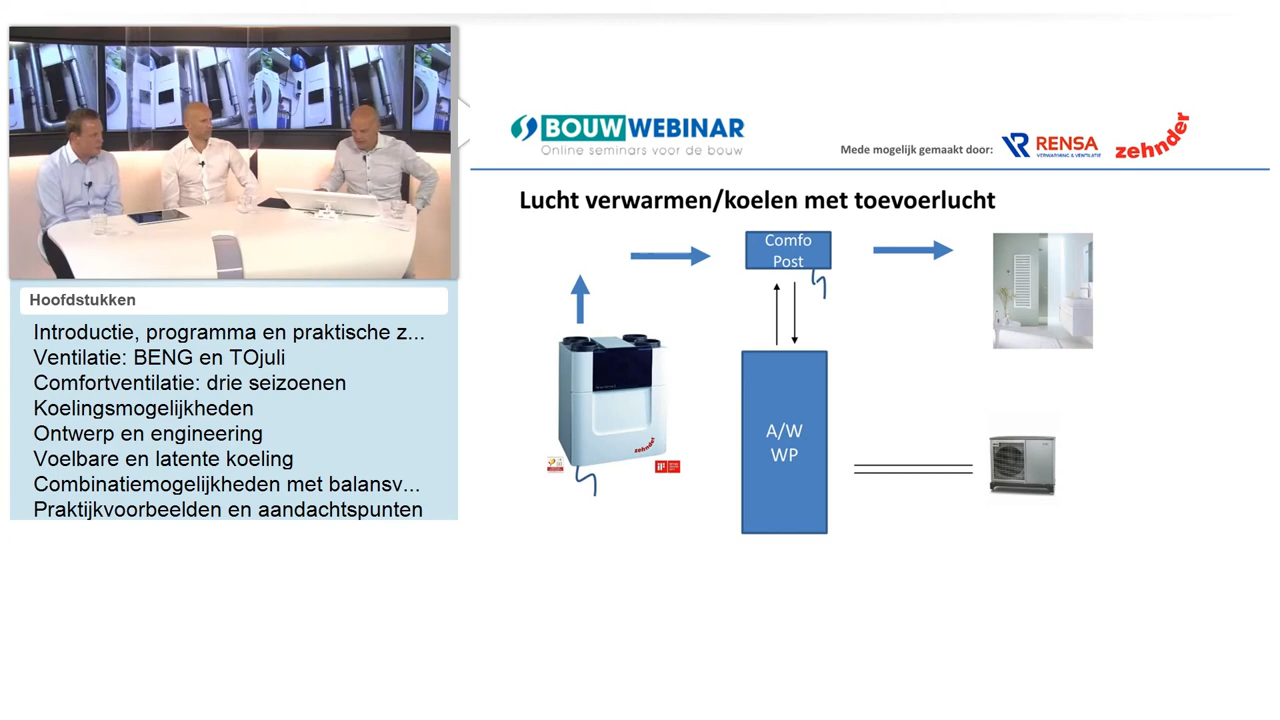 BOUWWEBINAR
Online seminars voor de bouw
Mede mogelijk gemaakt door:
RENSA
VERWARMING & VENTILATIE
zehnder
Lucht verwarmen/koelen met toevoerlucht
Comfo
Post
zehnder
A/W
WP
Hoofdstukken
Introductie, programma en praktische z...
Ventilatie: BENG en TOjuli
Comfortventilatie: drie seizoenen
Koelingsmogelijkheden
Ontwerp en engineering
Voelbare en latente koeling
Combinatiemogelijkheden met balansv...
Praktijkvoorbeelden en aandachtspunten